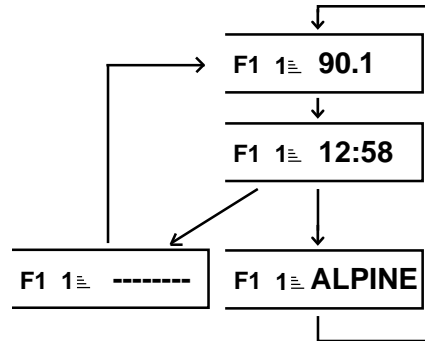 F1 1 90.1
F1 1 12:58
F1 1 --------
F1 1 ALPINE